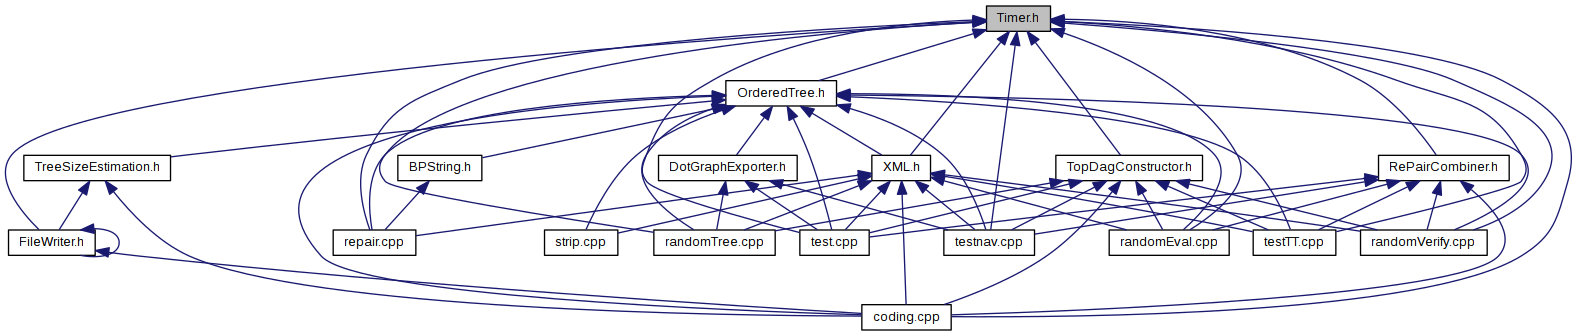 Timer.h
OrderedTree.h
TreeSizeEstimation.h
BPString.h
DotGraphExporter.h
XML.h
TopDagConstructor.h
RePairCombiner.h
FileWriter.h
repair.cpp
strip.cpp
randomTree.cpp
test.cpp
testnav.cpp
randomEval.cpp
testTT.cpp
randomVerify.cpp
coding.cpp